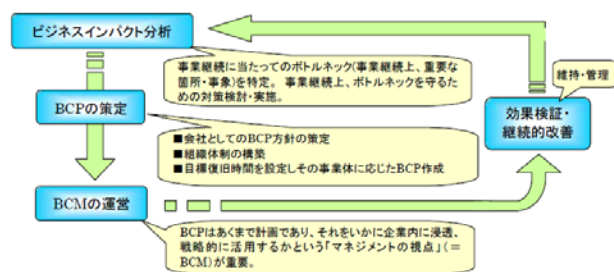 ビジネスインパクト分析
事業継続に当たってのボトルネック(事業継続上、重要な
箇所・事象)を特定。 事業継続上、ボトルネックを守るた
めの対策検討・実施。
維持・管理
BCPの策定
効果検証・
継続的改善
■会社としてのBCP方針の策定
■組織体制の構築
■目標復旧時間を設定しその事業体に応じたBCP作成
BCMの運営
BCPはあくまで計画であり、それをいかに企業内に浸透、
戦略的に活用するかという「マネジメントの視点」(=
BCM)が重要。